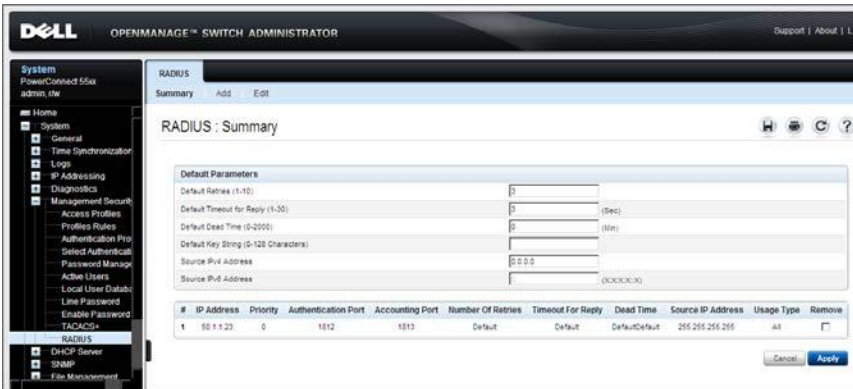 DELL OPENMANAGE™ SWITCH ADMINISTRATOR Support | About | L
System
PowerConnect 55xx
admin, r/w
Home
System
General
Time Synchronization
Logs
IP Addressing
Diagnostics
Management Securit
Access Profiles
Profiles Rules
Authentication Pro
Select Authenticati
Password Manage
Active Users
Local User Databa
Line Password
Enable Password
TACACS+
RADIUS
DHCP Server
SNMP
File Management
RADIUS
Summary Add Edit
RADIUS : Summary ?
Default Parameters
Default Retries (1-10) 3
Default Timeout for Reply (1-30) 3 (Sec)
Default Dead Time (0-2000) 0 (Min)
Default Key String (0-128 Characters)
Source IPv4 Address 0.0.0.0
Source IPv6 Address (X:X:X:X:X)
# IP Address Priority Authentication Port Accounting Port Number Of Retries Timeout For Reply Dead Time Source IP Address Usage Type Remove
1 50.1.1.23 0 1812 1813 Default Default DefaultDefault 255.255.255.255 All
Cancel Apply